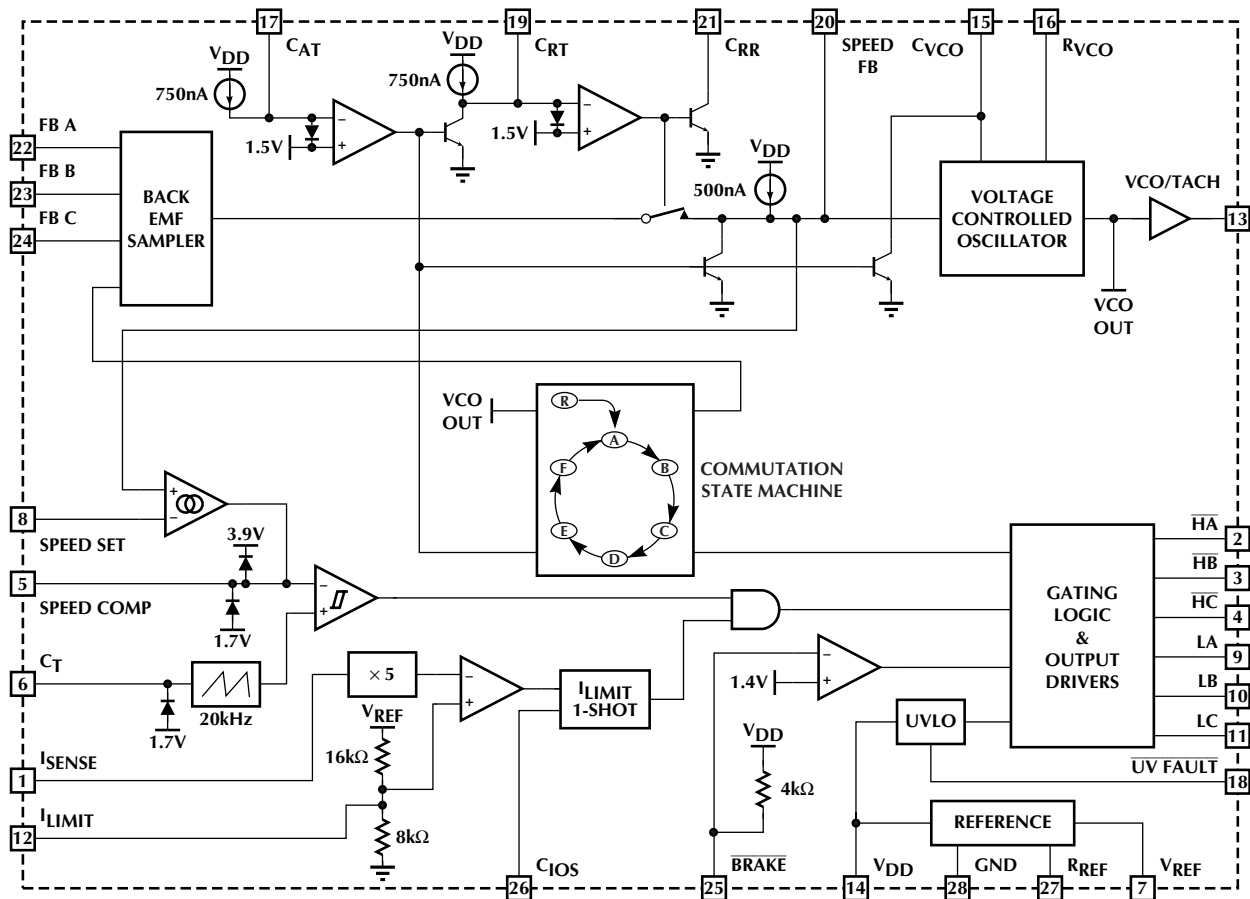 17
19
21
20
15
16
CAT
CRT
CRR
SPEED
FB
CVCO
RVCO
VDD
750nA
VDD
750nA
−
+
1.5V
−
+
1.5V
VDD
500nA
22
FB A
23
FB B
24
FB C
BACK
EMF
SAMPLER
VOLTAGE
CONTROLLED
OSCILLATOR
VCO/TACH
13
VCO
OUT
VCO
OUT
R
A
B
C
D
E
F
COMMUTATION
STATE MACHINE
+
−
8
SPEED SET
3.9V
5
SPEED COMP
1.7V
−
+
6
CT
20kHz
1.7V
× 5
−
+
ILIMIT
1-SHOT
VREF
16kΩ
8kΩ
1
ISENSE
12
ILIMIT
−
+
1.4V
VDD
4kΩ
GATING
LOGIC
&
OUTPUT
DRIVERS
HA
2
HB
3
HC
4
LA
9
LB
10
LC
11
UVLO
UV FAULT
18
REFERENCE
26
CIOS
25
BRAKE
14
VDD
28
GND
27
RREF
7
VREF